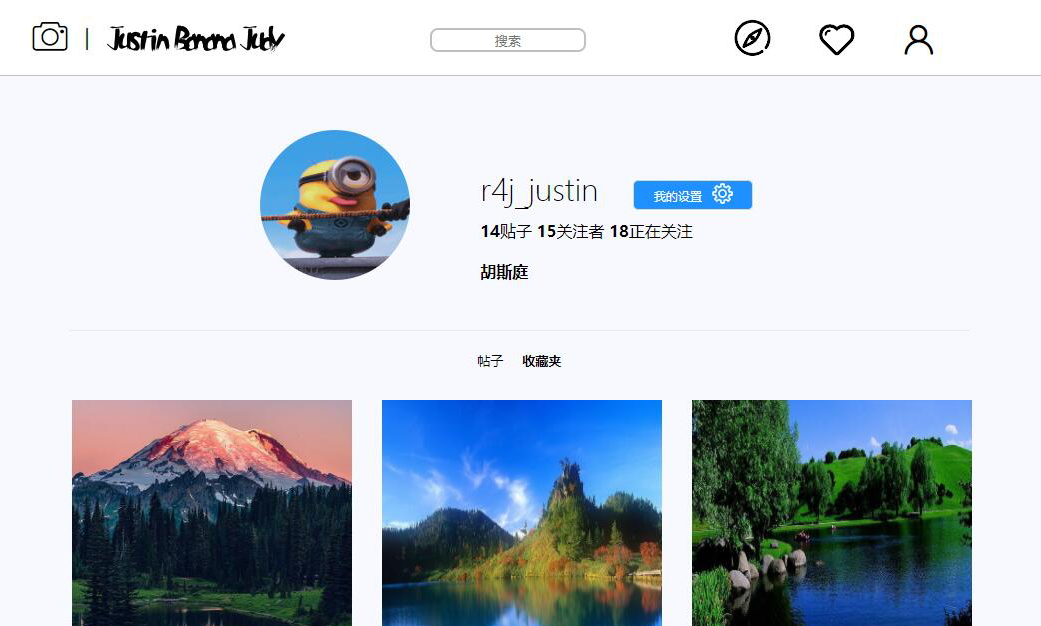 | Justin Banana Judy
搜索
r4j_justin
我的设置
14贴子 15关注者 18正在关注
胡斯庭
帖子 收藏夹